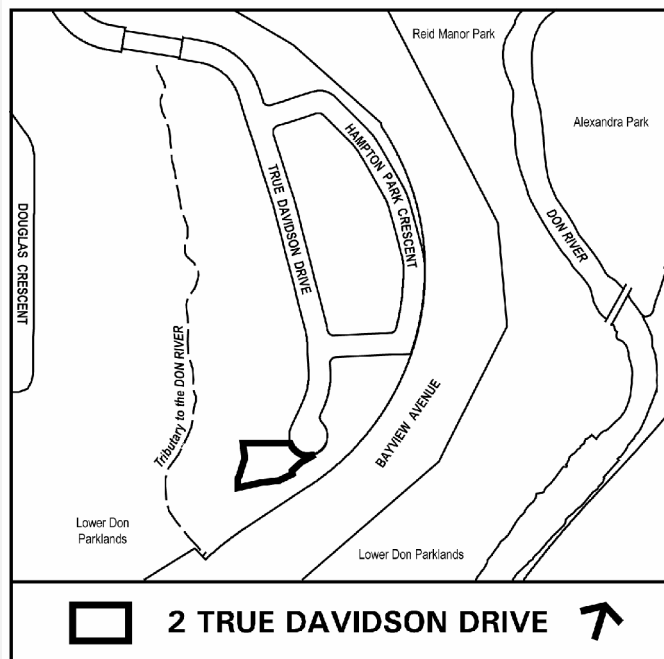 Reid Manor Park
Alexandra Park
HAMPTON PARK CRESCENT
TRUE DAVIDSON DRIVE
DOUGLAS CRESCENT
DON RIVER
Tributary to the DON RIVER
BAYVIEW AVENUE
Lower Don
Parklands
Lower Don Parklands
2 TRUE DAVIDSON DRIVE